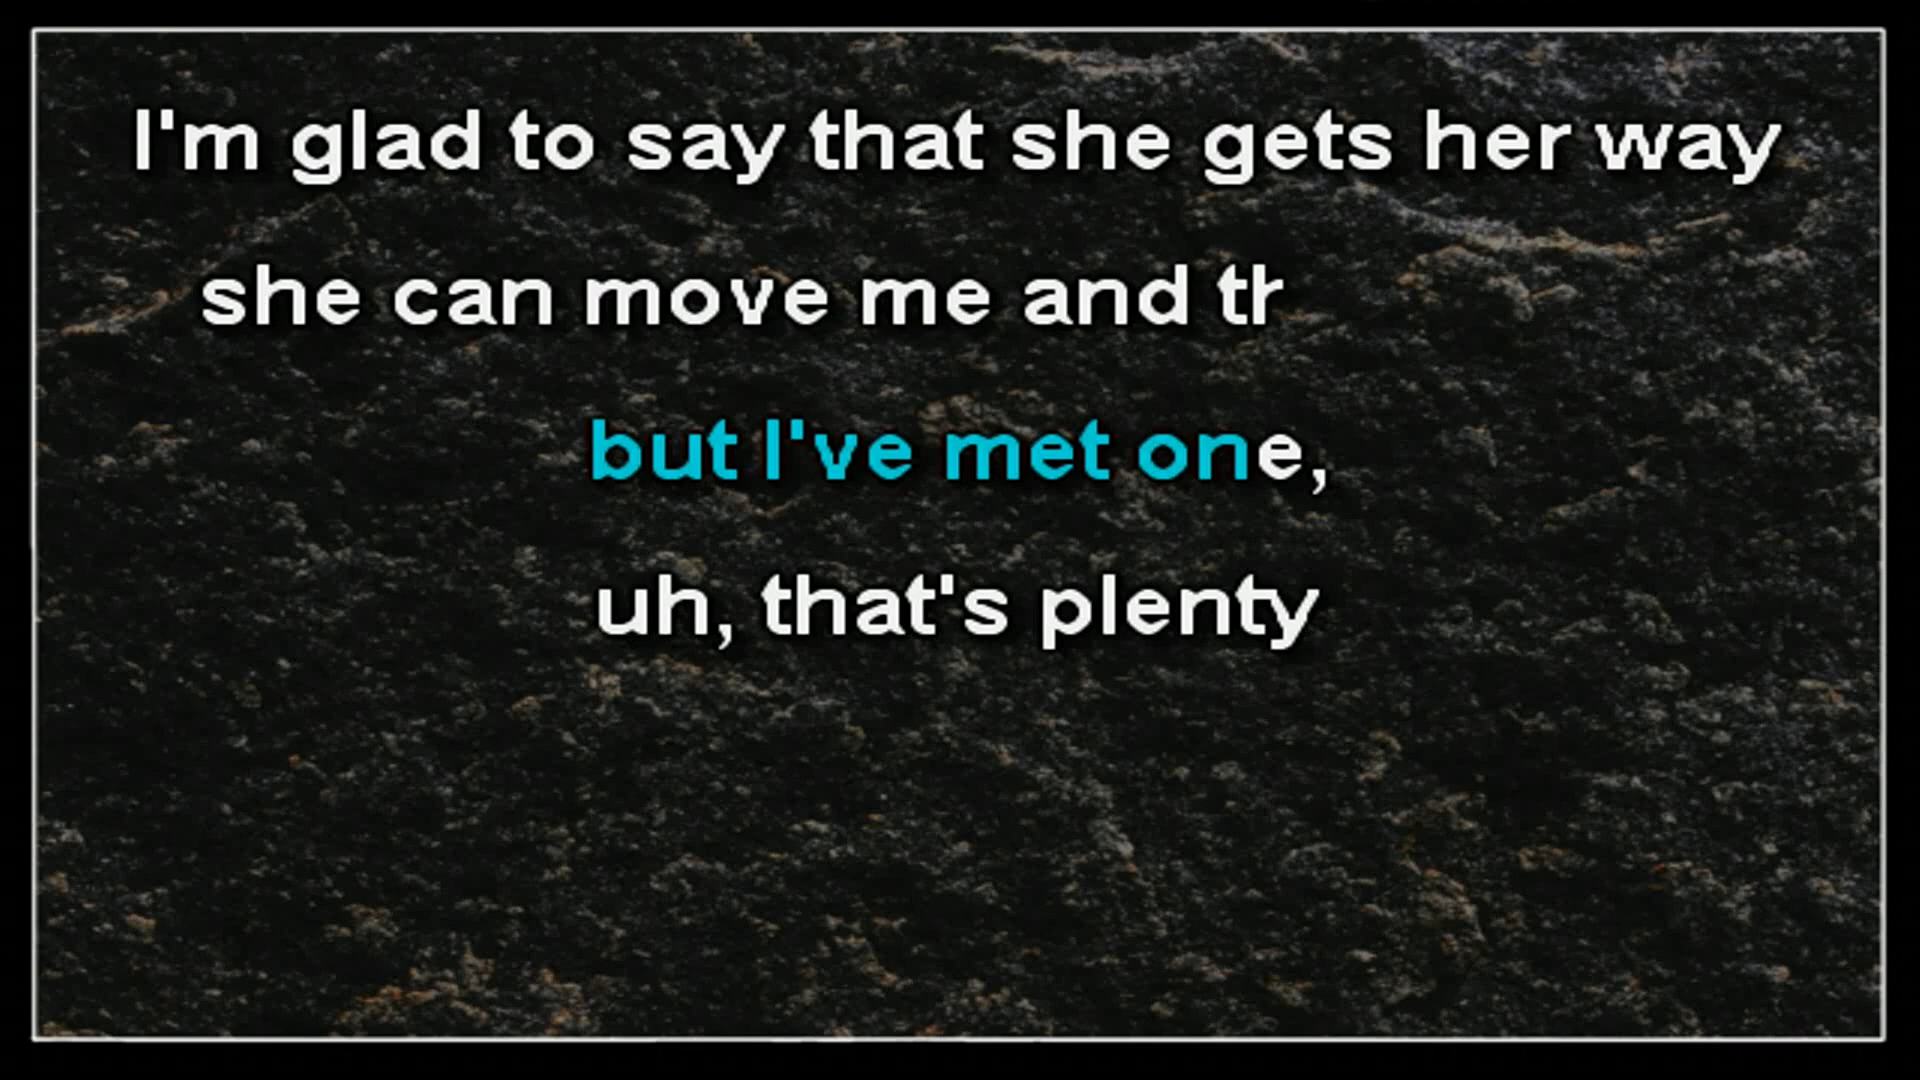 I'm glad to say that she gets her way
she can move me and th
but I've met one,
uh, that's plenty